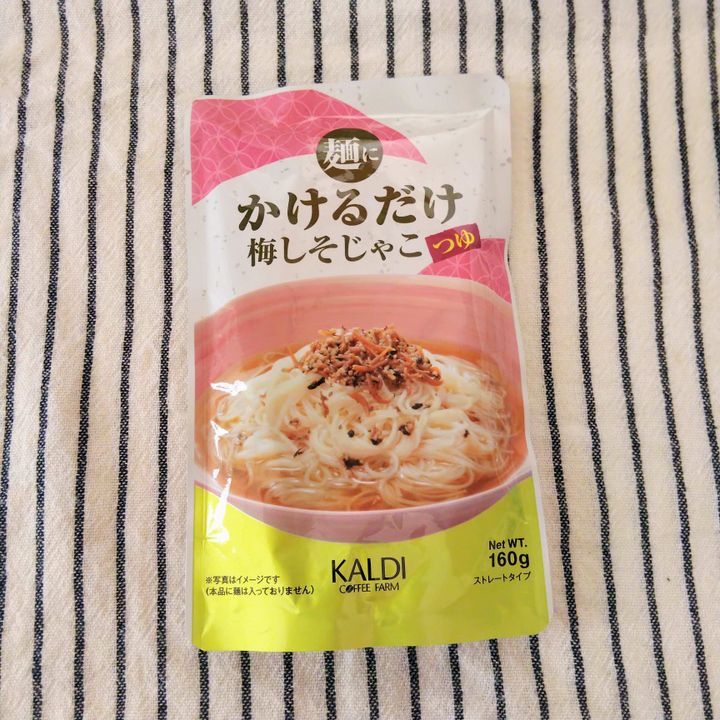 麺に
かけるだけ
梅しそじゃこ つゆ
Net WT.
160g
ストレートタイプ
※写真はイメージです
(本品に麺は入っておりません)
KALDI
COFFEE FARM